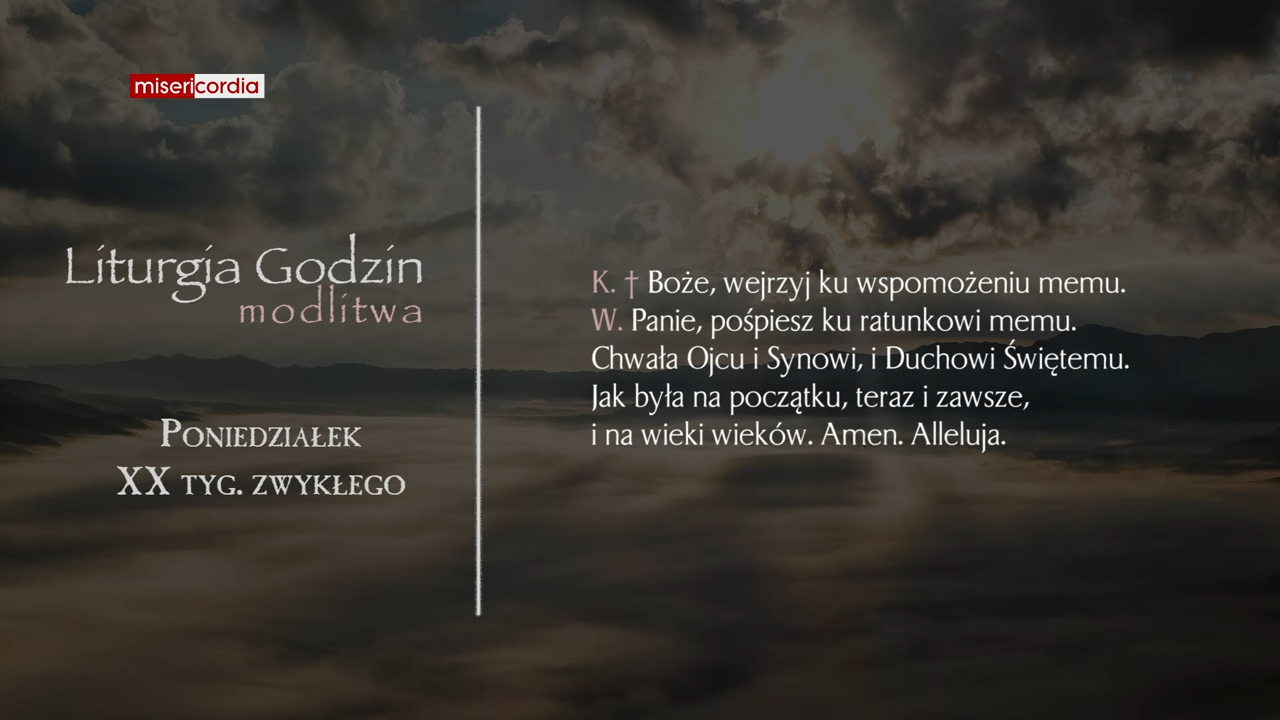 misericordia
Liturgia Godzin
modlitwa
Poniedziałek
XX tyg. zwykłego
K. † Boże, wejrzyj ku wspomożeniu memu.
W. Panie, pośpiesz ku ratunkowi memu.
Chwała Ojcu i Synowi, i Duchowi Świętemu.
Jak była na początku, teraz i zawsze,
i na wieki wieków. Amen. Alleluja.